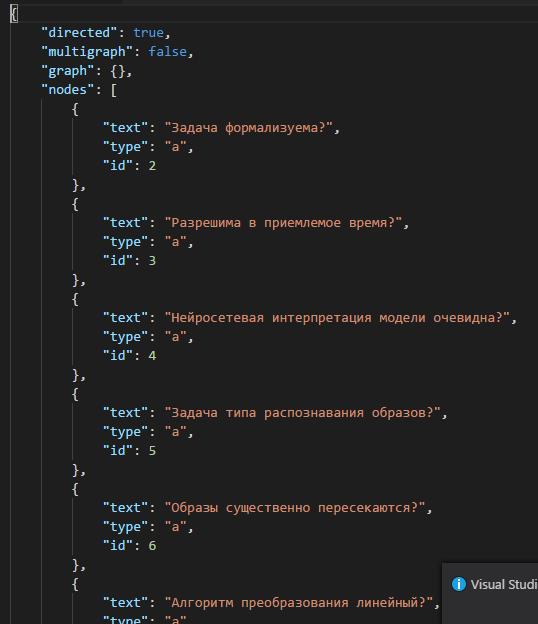 {
"directed": true,
"multigraph": false,
"graph": {},
"nodes": [
{
"text": "Задача формализуема?",
"type": "a",
"id": 2
},
{
"text": "Разрешима в приемлемое время?",
"type": "a",
"id": 3
},
{
"text": "Нейросетевая интерпретация модели очевидна?",
"type": "a",
"id": 4
},
{
"text": "Задача типа распознавания образов?",
"type": "a",
"id": 5
},
{
"text": "Образы существенно пересекаются?",
"type": "a",
"id": 6
},
{
"text": "Алгоритм преобразования линейный?",
"type": "a"
Visual Studi